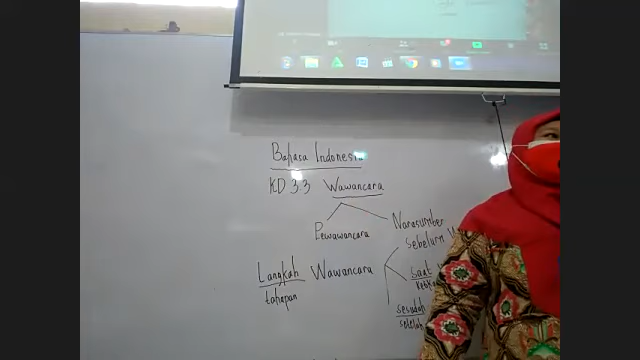 Bahasa Indonesia
KD 3.3 Wawancara
Pewawancara
Narasumber
Langkah Wawancara
tahapan
Sebelum
Saat
sesudah
setelah